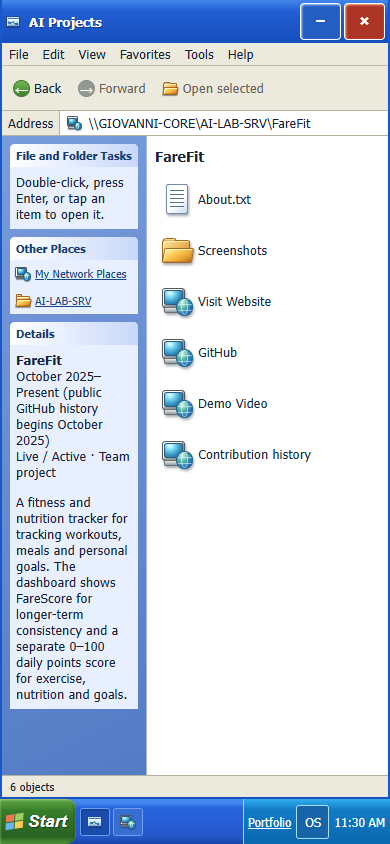 AI Projects
File Edit View Favorites Tools Help
Back Forward Open selected
Address \\GIOVANNI-CORE\AI-LAB-SRV\FareFit
File and Folder Tasks
Double-click, press
Enter, or tap an
item to open it.
Other Places
My Network Places
AI-LAB-SRV
Details
FareFit
October 2025–
Present (public
GitHub history
begins October
2025)
Live / Active · Team
project
A fitness and
nutrition tracker for
tracking workouts,
meals and personal
goals. The
dashboard shows
FareScore for
longer-term
consistency and a
separate 0–100
daily points score
for exercise,
nutrition and goals.
FareFit
About.txt
Screenshots
Visit Website
GitHub
Demo Video
Contribution history
6 objects
Start
Portfolio
OS
11:30 AM